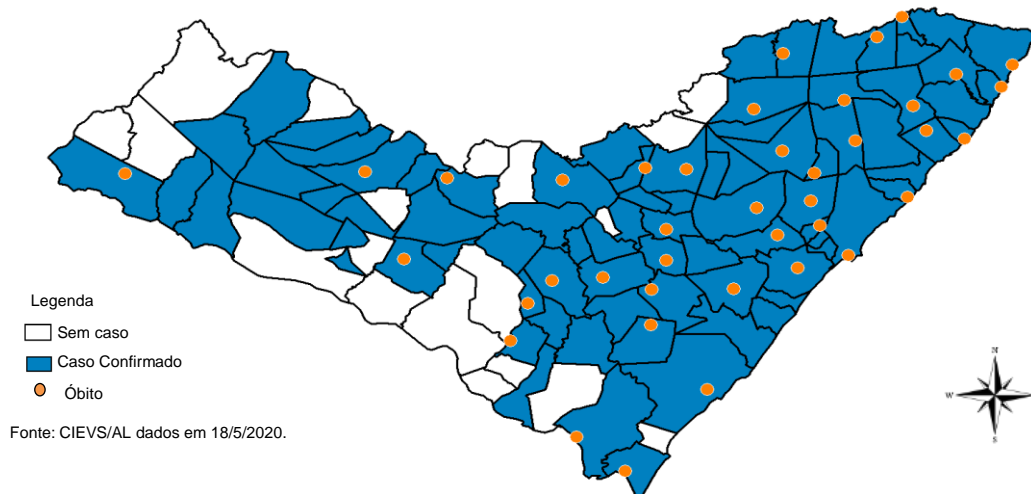 Legenda
Sem caso
Caso Confirmado
Óbito
Fonte: CIEVS/AL dados em 18/5/2020.
N
W
S